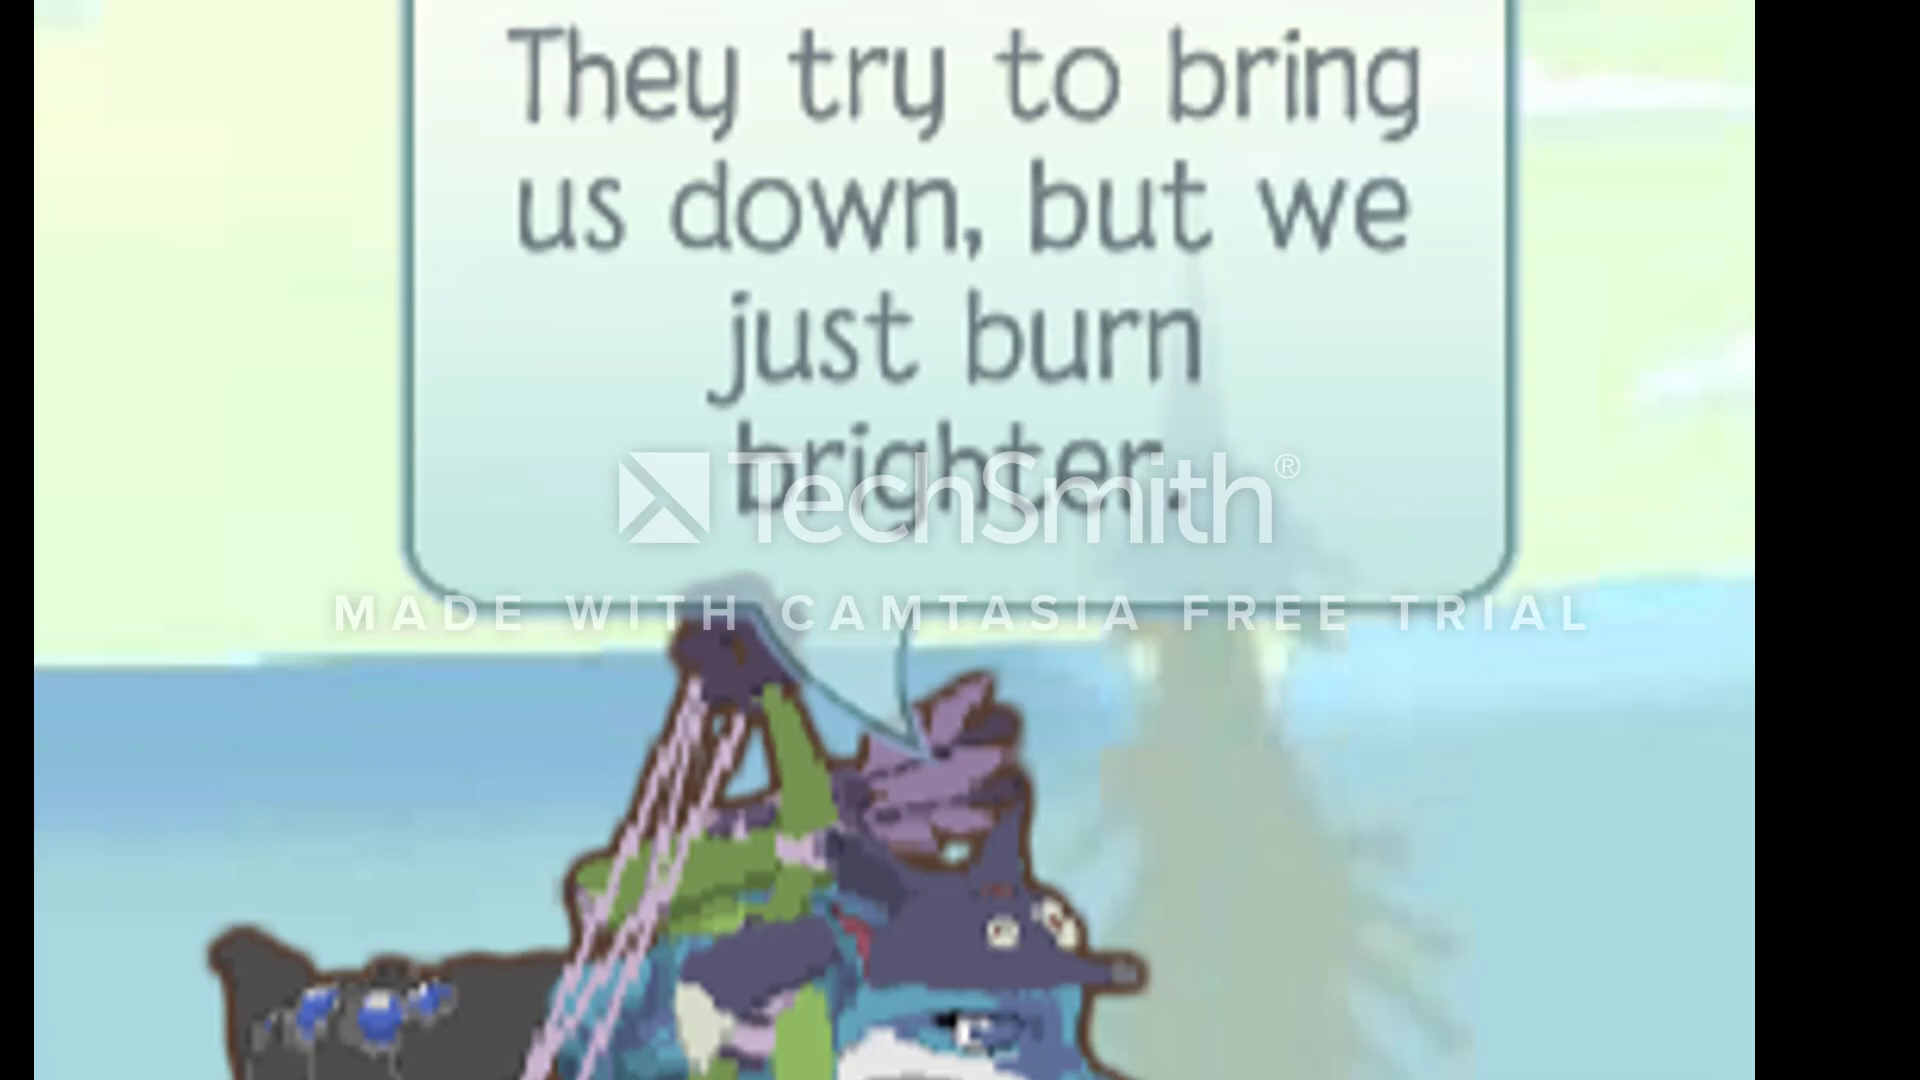 They try to bring
us down, but we
just burn
brighter.
TechSmith®
MADE WITH CAMTASIA FREE TRIAL